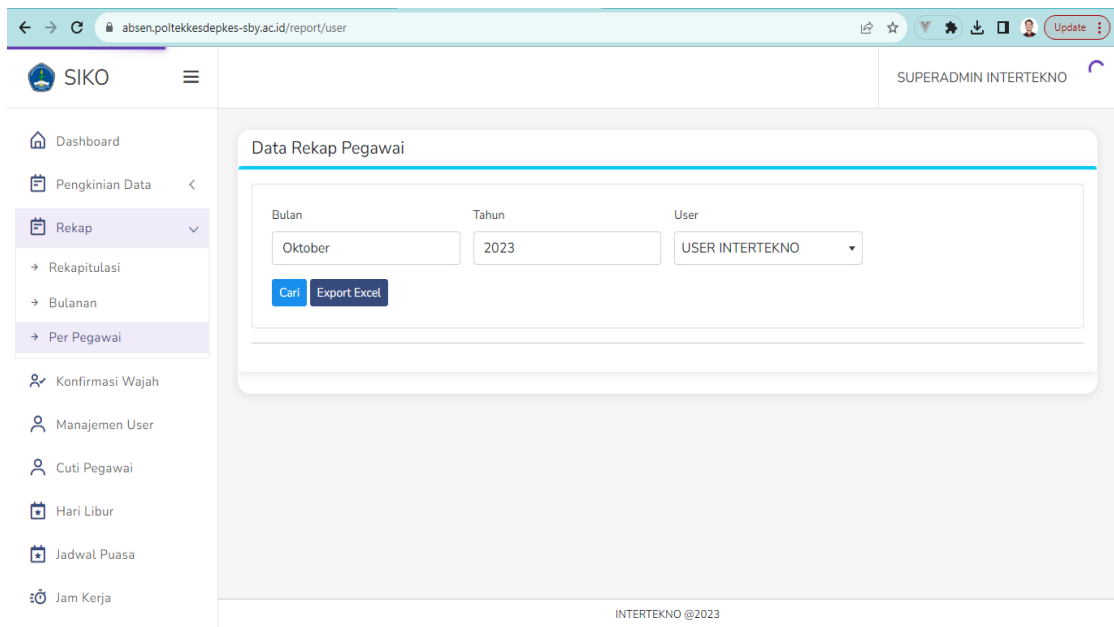 absen.poltekkesdepkes-sby.ac.id/report/user
Update
SIKO
SUPERADMIN INTERTEKNO
Dashboard
Pengkinian Data
Rekap
Rekapitulasi
Bulanan
Per Pegawai
Konfirmasi Wajah
Manajemen User
Cuti Pegawai
Hari Libur
Jadwal Puasa
Jam Kerja
Data Rekap Pegawai
Bulan Tahun User
Oktober 2023 USER INTERTEKNO
Cari Export Excel
INTERTEKNO @2023